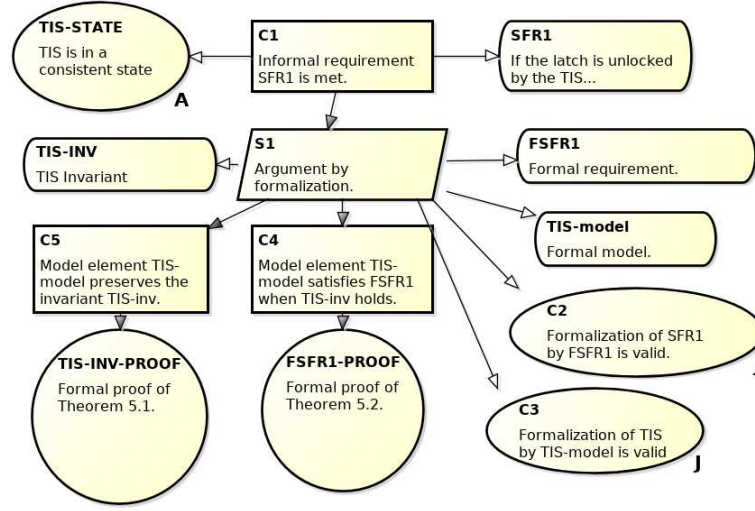 TIS-STATE
TIS is in a
consistent state
A
C1
Informal requirement
SFR1 is met.
SFR1
If the latch is unlocked
by the TIS...
TIS-INV
TIS Invariant
S1
Argument by
formalization.
FSFR1
Formal requirement.
TIS-model
Formal model.
C5
Model element TIS-
model preserves the
invariant TIS-inv.
C4
Model element TIS-
model satisfies FSFR1
when TIS-inv holds.
C2
Formalization of SFR1
by FSFR1 is valid.
TIS-INV-PROOF
Formal proof of
Theorem 5.1.
FSFR1-PROOF
Formal proof of
Theorem 5.2.
C3
Formalization of TIS
by TIS-model is valid
J